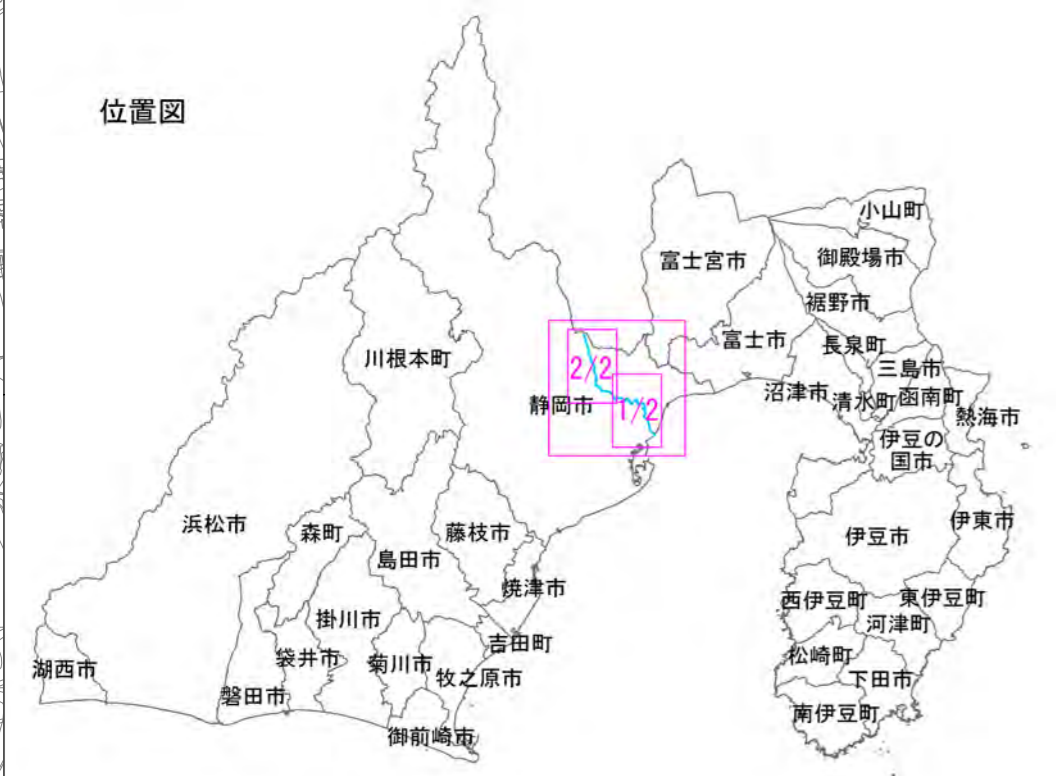 位置図
小山町
御殿場市
富士宮市
裾野市
富士市
長泉町
三島市
川根本町
2/2
沼津市
清水町
函南町
静岡市
1/2
熱海市
伊豆の
国市
浜松市
森町
藤枝市
伊東市
伊豆市
島田市
焼津市
西伊豆町
東伊豆町
掛川市
河津町
吉田町
湖西市
袋井市
菊川市
牧之原市
松崎町
下田市
磐田市
南伊豆町
御前崎市